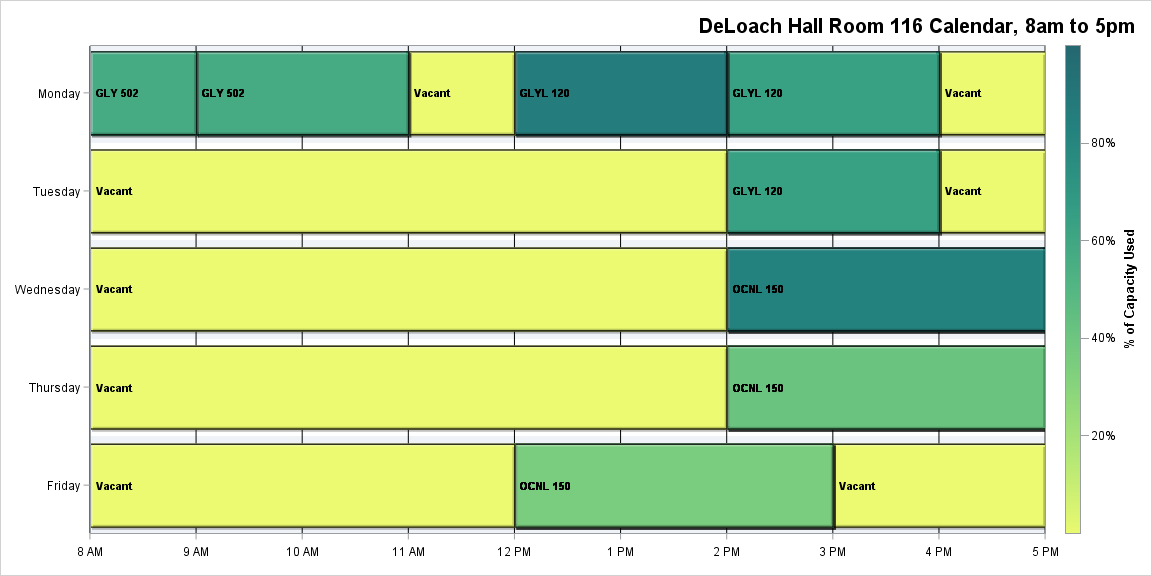 DeLoach Hall Room 116 Calendar, 8am to 5pm
Monday
GLY 502
GLY 502
Vacant
GLYL 120
GLYL 120
Vacant
Tuesday
Vacant
GLYL 120
Vacant
Wednesday
Vacant
OCNL 150
Thursday
Vacant
OCNL 150
Friday
Vacant
OCNL 150
Vacant
8 AM
9 AM
10 AM
11 AM
12 PM
1 PM
2 PM
3 PM
4 PM
5 PM
80%
60%
40%
20%
% of Capacity Used